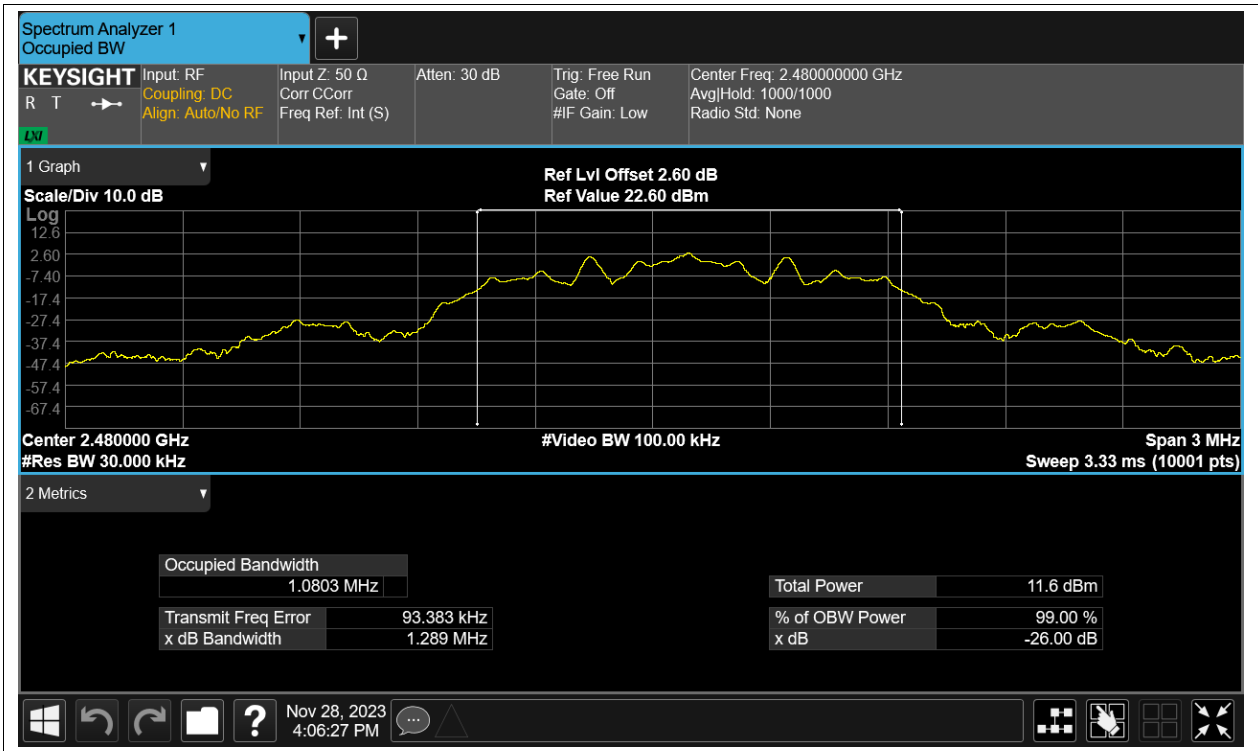 Spectrum Analyzer 1
Occupied BW
KEYSIGHT
R T
LXI
Input: RF
Coupling: DC
Align: Auto/No RF
Input Z: 50 Ω
Corr CCorr
Freq Ref: Int (S)
Atten: 30 dB
Trig: Free Run
Gate: Off
#IF Gain: Low
Center Freq: 2.480000000 GHz
Avg|Hold: 1000/1000
Radio Std: None
1 Graph
Scale/Div 10.0 dB
Ref Lvl Offset 2.60 dB
Ref Value 22.60 dBm
Log
12.6
2.60
-7.40
-17.4
-27.4
-37.4
-47.4
-57.4
-67.4
Center 2.480000 GHz
#Video BW 100.00 kHz
Span 3 MHz
#Res BW 30.000 kHz
Sweep 3.33 ms (10001 pts)
2 Metrics
Occupied Bandwidth
1.0803 MHz
Total Power 11.6 dBm
Transmit Freq Error 93.383 kHz
% of OBW Power 99.00 %
x dB Bandwidth 1.289 MHz
x dB -26.00 dB
?
Nov 28, 2023
4:06:27 PM